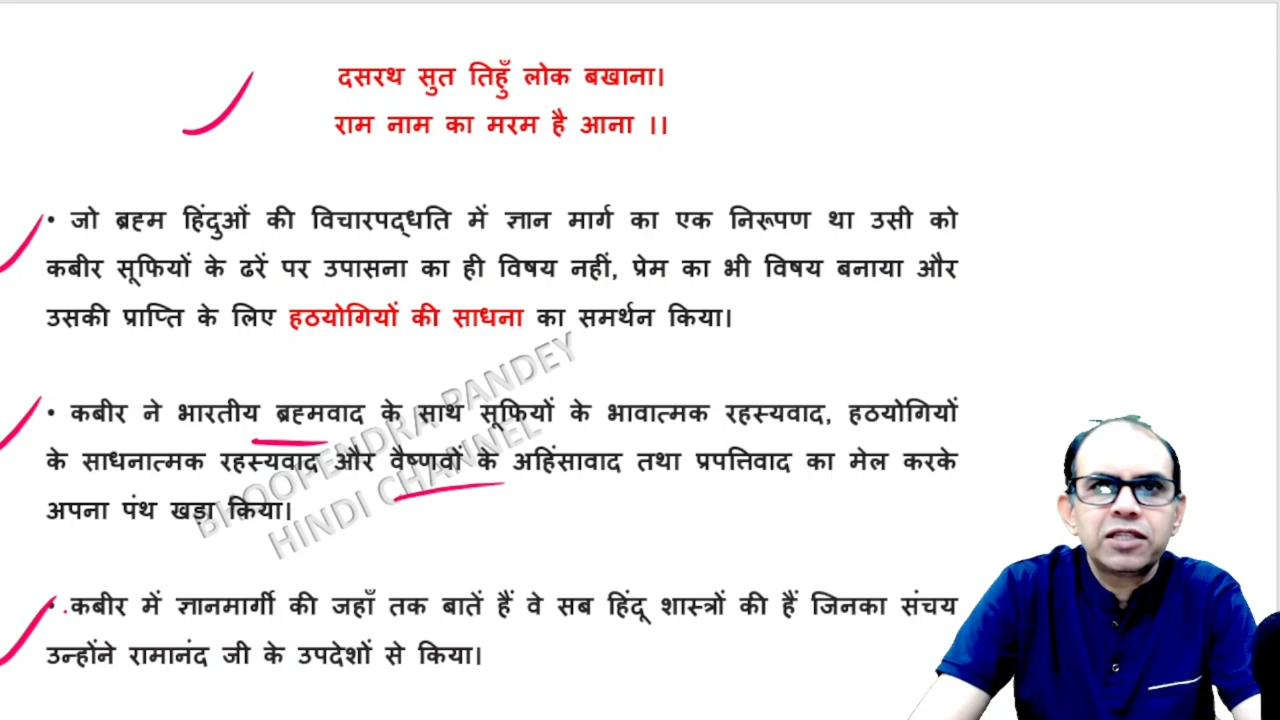 दसरथ सुत तिहुँ लोक बखाना।
राम नाम का मरम है आना ।।
• जो ब्रह्म हिंदुओं की विचारपद्धति में ज्ञान मार्ग का एक निरूपण था उसी को
कबीर सूफियों के ढर्रे पर उपासना का ही विषय नहीं, प्रेम का भी विषय बनाया और
उसकी प्राप्ति के लिए हठयोगियों की साधना का समर्थन किया।
• कबीर ने भारतीय ब्रह्मवाद के साथ सूफियों के भावात्मक रहस्यवाद, हठयोगियों
के साधनात्मक रहस्यवाद और वैष्णवों के अहिंसावाद तथा प्रपत्तिवाद का मेल करके
अपना पंथ खड़ा किया।
BHOOPENDRA PANDEY
HINDI CHANNEL
• कबीर में ज्ञानमार्गी की जहाँ तक बातें हैं वे सब हिंदू शास्त्रों की हैं जिनका संचय
उन्होंने रामानंद जी के उपदेशों से किया।